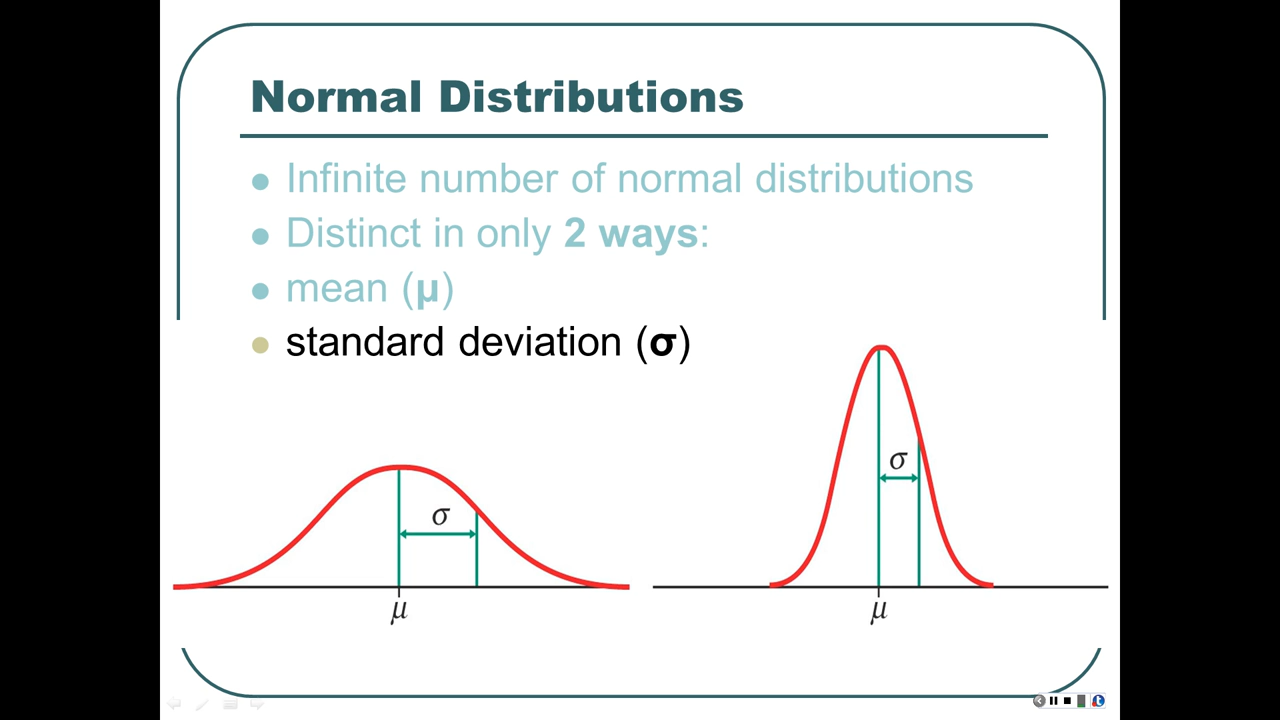 Normal Distributions
Infinite number of normal distributions
Distinct in only 2 ways:
mean (μ)
standard deviation (σ)
σ
μ
σ
μ